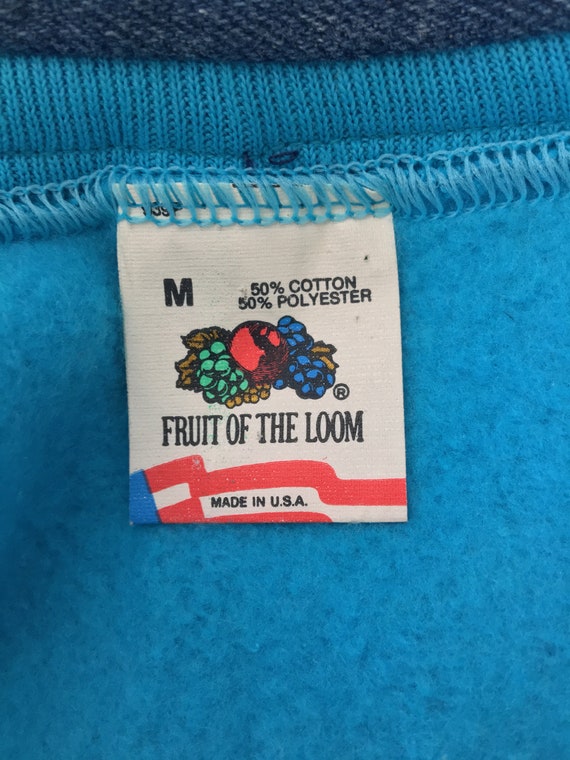 M
50% COTTON
50% POLYESTER
®
FRUIT OF THE LOOM
MADE IN U.S.A.